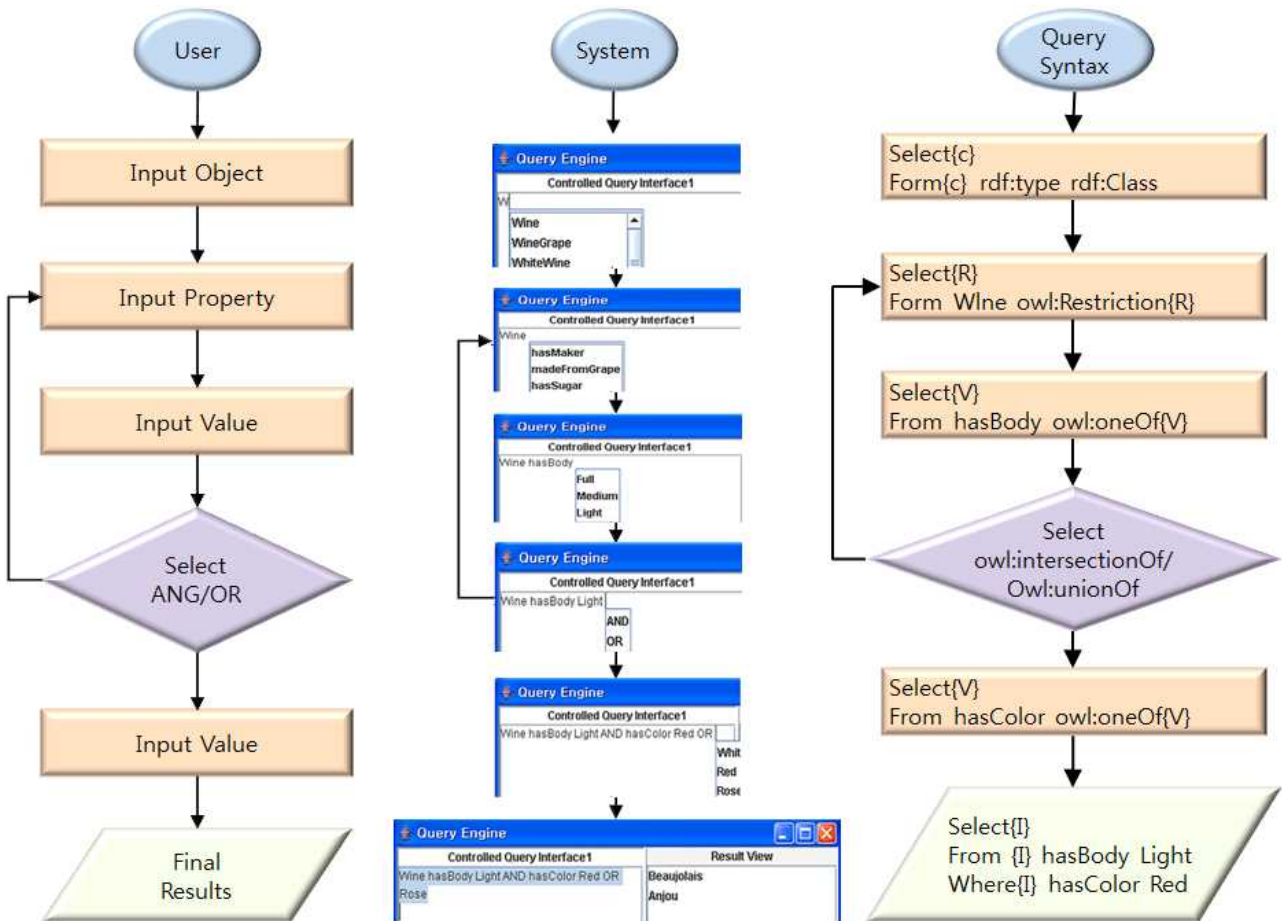 User
Input Object
Input Property
Input Value
Select
ANG/OR
Input Value
Final
Results
System
Query Engine
Controlled Query Interface1
W
Wine
WineGrape
WhiteWine
Query Engine
Controlled Query Interface1
Wine
hasMaker
madeFromGrape
hasSugar
Query Engine
Controlled Query Interface1
Wine hasBody
Full
Medium
Light
Query Engine
Controlled Query Interface1
Wine hasBody Light
AND
OR
Query Engine
Controlled Query Interface1
Wine hasBody Light AND hasColor Red OR
Whit
Red
Rose
Query Engine
Controlled Query Interface1
Result View
Wine hasBody Light AND hasColor Red OR
Rose
Beaujolais
Anjou
Query
Syntax
Select{c}
Form{c} rdf:type rdf:Class
Select{R}
Form WIne owl:Restriction{R}
Select{V}
From hasBody owl:oneOf{V}
Select
owl:intersectionOf/
Owl:unionOf
Select{V}
From hasColor owl:oneOf{V}
Select{I}
From {I} hasBody Light
Where{I} hasColor Red